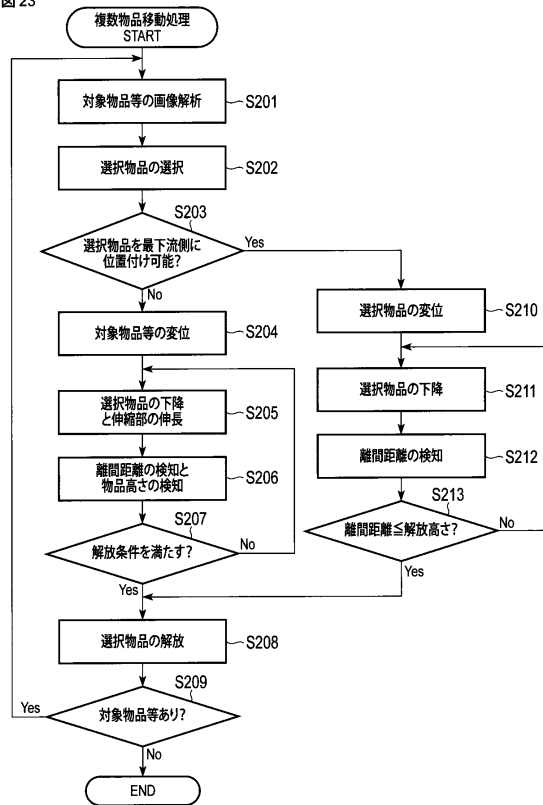 図23
複数物品移動処理
START
対象物品等の画像解析
S201
選択物品の選択
S202
S203
選択物品を最下流側に
位置付け可能?
Yes
No
対象物品等の変位
S204
選択物品の下降
と伸縮部の伸長
S205
離間距離の検知と
物品高さの検知
S206
S207
解放条件を満たす?
No
Yes
選択物品の変位
S210
選択物品の下降
S211
離間距離の検知
S212
S213
離間距離≦解放高さ?
No
Yes
選択物品の解放
S208
S209
対象物品等あり?
Yes
No
END